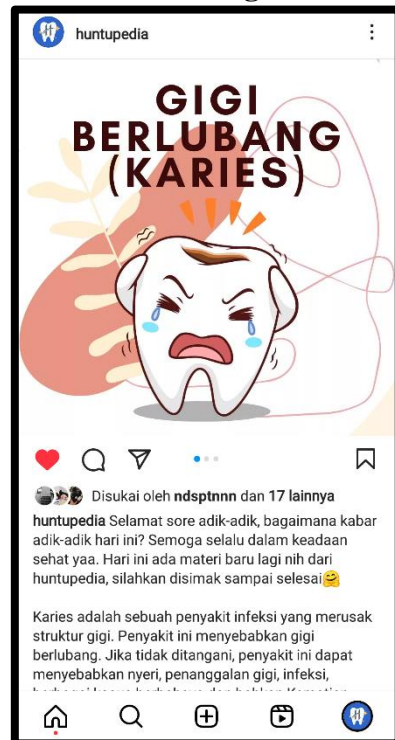 huntupedia
GIGI
BERLUBANG
(KARIES)
Disukai oleh ndsptnnn dan 17 lainnya
huntupedia Selamat sore adik-adik, bagaimana kabar
adik-adik hari ini? Semoga selalu dalam keadaan
sehat yaa. Hari ini ada materi baru lagi nih dari
huntupedia, silahkan disimak sampai selesai🤗
Karies adalah sebuah penyakit infeksi yang merusak
struktur gigi. Penyakit ini menyebabkan gigi
berlubang. Jika tidak ditangani, penyakit ini dapat
menyebabkan nyeri, penanggalan gigi, infeksi,